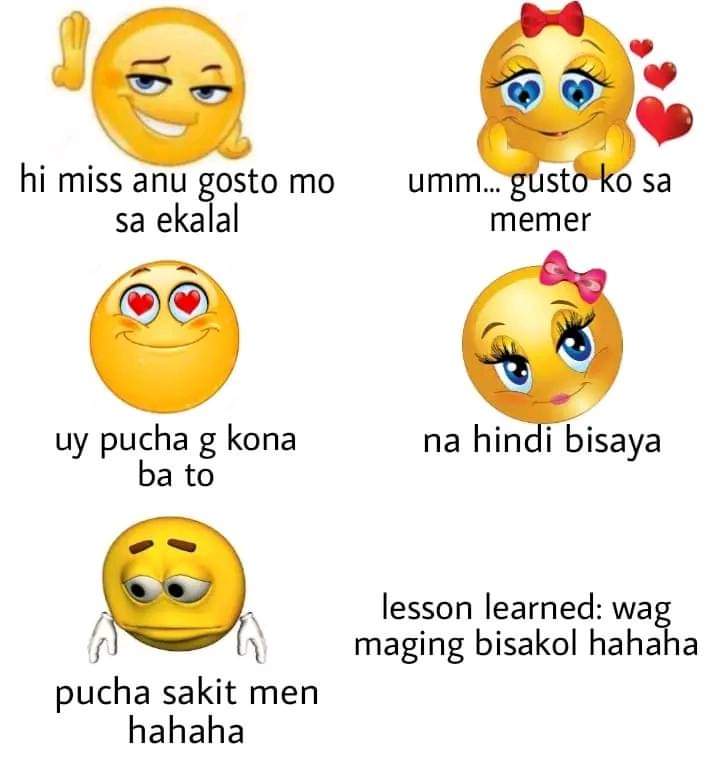 hi miss anu gosto mo
sa ekalal
umm... gusto ko sa
memer
uy pucha g kona
ba to
na hindi bisaya
pucha sakit men
hahaha
lesson learned: wag
maging bisakol hahaha